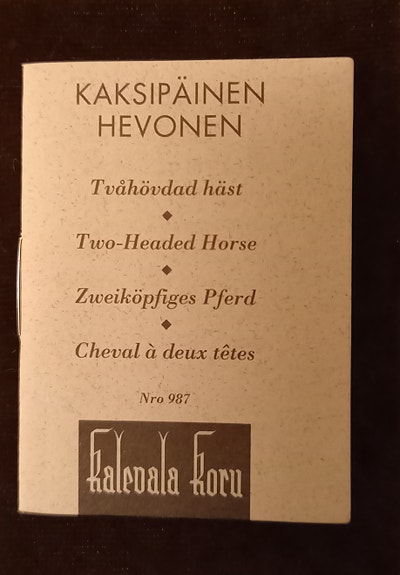 KAKSIPÄINEN
HEVONEN
Tvåhövdad häst
Two-Headed Horse
Zweiköpfiges Pferd
Cheval à deux têtes
Nro 987
Kalevala Koru